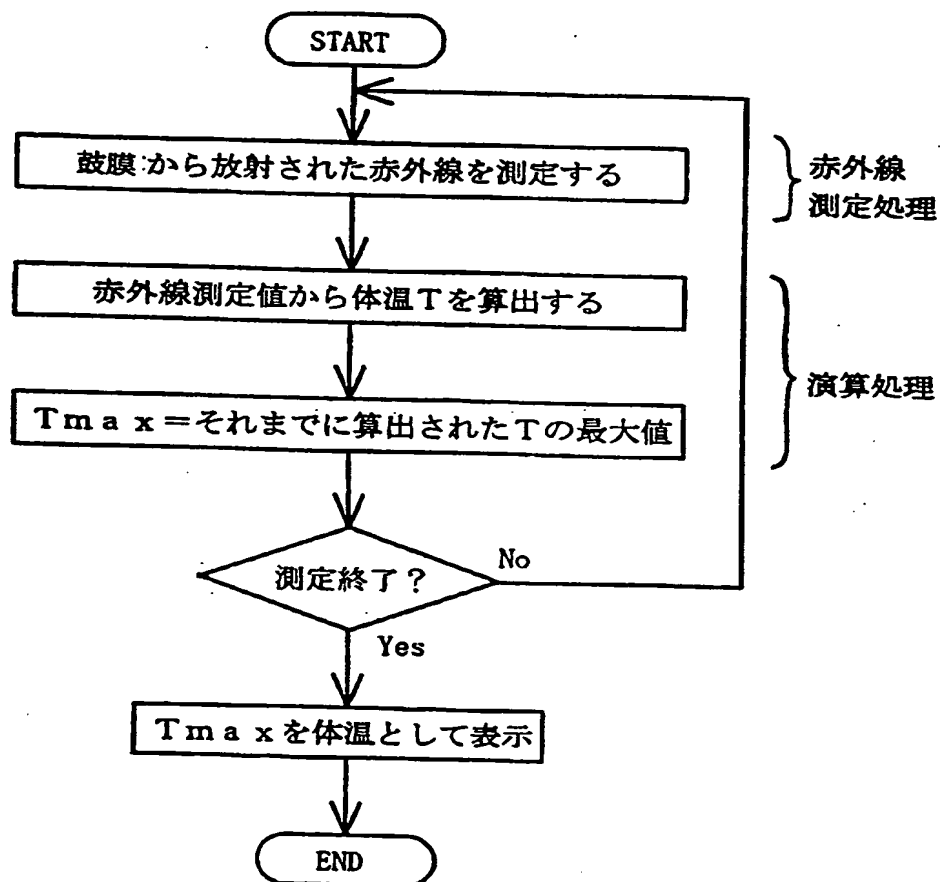 START
鼓膜から放射された赤外線を測定する
赤外線
測定処理
赤外線測定値から体温Tを算出する
Tmax=それまでに算出されたTの最大値
演算処理
測定終了?
No
Yes
Tmaxを体温として表示
END